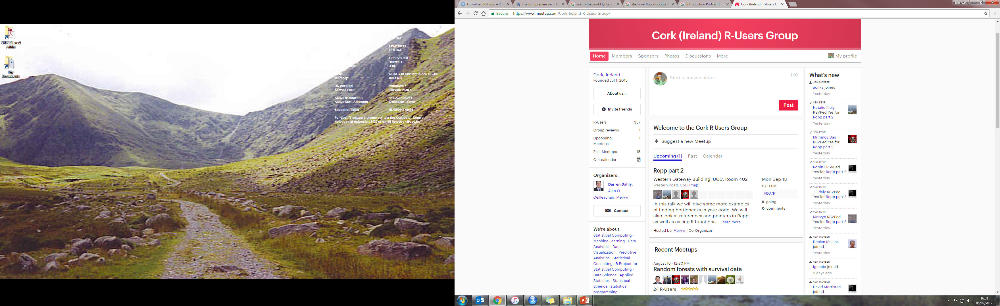 CRFC Shared
Folder
My
Documents
EPIWGB211
CENTRAL
OptiPlex 990
3QB995J
A10
Quad 3.10 GHz Intel Core i5-2400
Memory: 8073 MB
OS Version: Windows 7
Service Pack: Service Pack 1
Active IP Address: 143.239.106.211
Active MAC Address:
Snapshot Time: 05/09/2017 09:30
For your IT support, please contact the Computer Centre
Helpdesk at extension 2120 or email helpdesk@ucc.ie.
Download RStudio – RSt
The Comprehensive R Ar
sos to the world lyrics -
stackoverflow - Google S
Introduction Prob and St
Cork (Ireland) R-Users Gr
Brendan
Secure https://www.meetup.com/Cork-Ireland-R-Users-Group/
Cork (Ireland) R-Users Group
Home Members Sponsors Photos Discussions More My profile
Cork, Ireland
Founded Jul 1, 2015
About us...
Invite friends
R-Users 357
Group reviews 1
Upcoming 1
Meetups
Past Meetups 15
Our calendar
Organizers:
Darren Dahly,
Alan Ó
Céilleachair, Mervyn
Contact
We're about:
Statistical Computing ·
Machine Learning · Data
Analytics · Data
Visualization · Predictive
Analytics · Statistical
Consulting · R Project for
Statistical Computing ·
Data Science · Applied
Statistics · Statistical
Science · statistical
programming ·
Start a conversation... 140
Post
Welcome to the Cork R Users Group
Suggest a new Meetup
Upcoming (1) Past Calendar
Rcpp part 2
Western Gateway Building, UCC, Room 402
Western Road, Cork (map)
In this talk we will give some more examples
of finding bottlenecks in your code. We will
also look at references and pointers in Rcpp,
as well as calling R functions... Learn more
Hosted by: Mervyn (Co-Organizer)
Mon Sep 18
6:30 PM
RSVP
5 going
0 comments
Recent Meetups
August 16 · 12:30 PM
Random forests with survival data
24 R-Users |
What's new
NEW MEMBER
aoifka joined
Yesterday
NEW RSVP
Natalie Kiely
RSVPed Yes for
Rcpp part 2
Yesterday
NEW RSVP
Mrinmoy Das
RSVPed Yes for
Rcpp part 2
Yesterday
NEW RSVP
RobinT RSVPed
Yes for Rcpp part 2
Yesterday
NEW RSVP
Jill daly RSVPed
Yes for Rcpp part 2
Yesterday
NEW RSVP
Mervyn RSVPed
Yes for Rcpp part 2
Yesterday
NEW MEMBER
Declan Mullins
joined
Yesterday
NEW MEMBER
Ignacio joined
3 days ago
NEW MEMBER
David Morrisroe
joined
16:31
05/09/2017